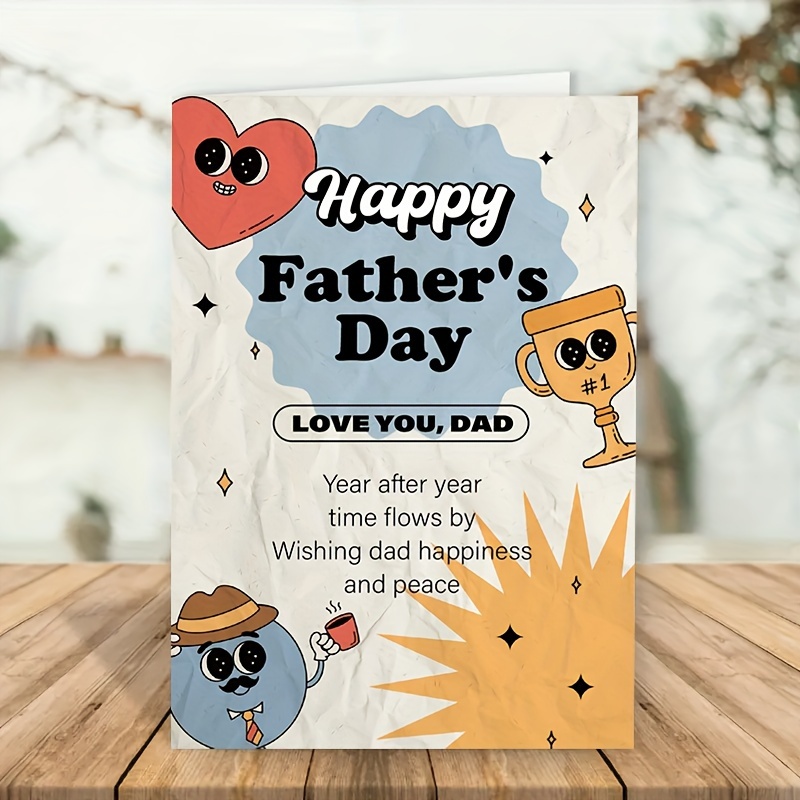 Happy
Father's
Day
#1
LOVE YOU, DAD
Year after year
time flows by
Wishing dad happiness
and peace